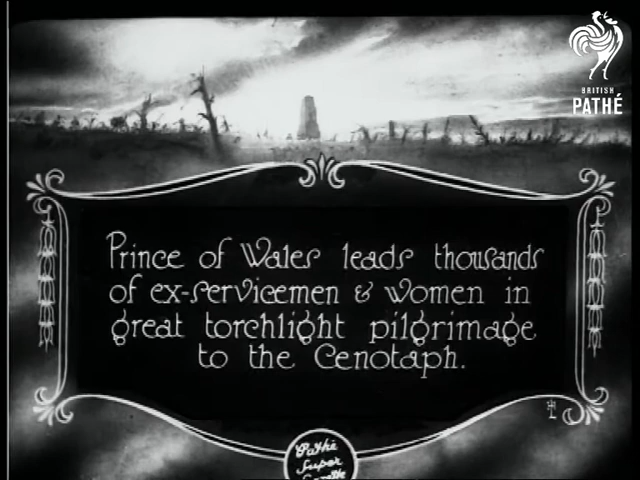 BRITISH
PATHÉ
Prince of Wales leads thousands
of ex-servicemen & women in
great torchlight pilgrimage
to the Cenotaph.
Pathé
Super